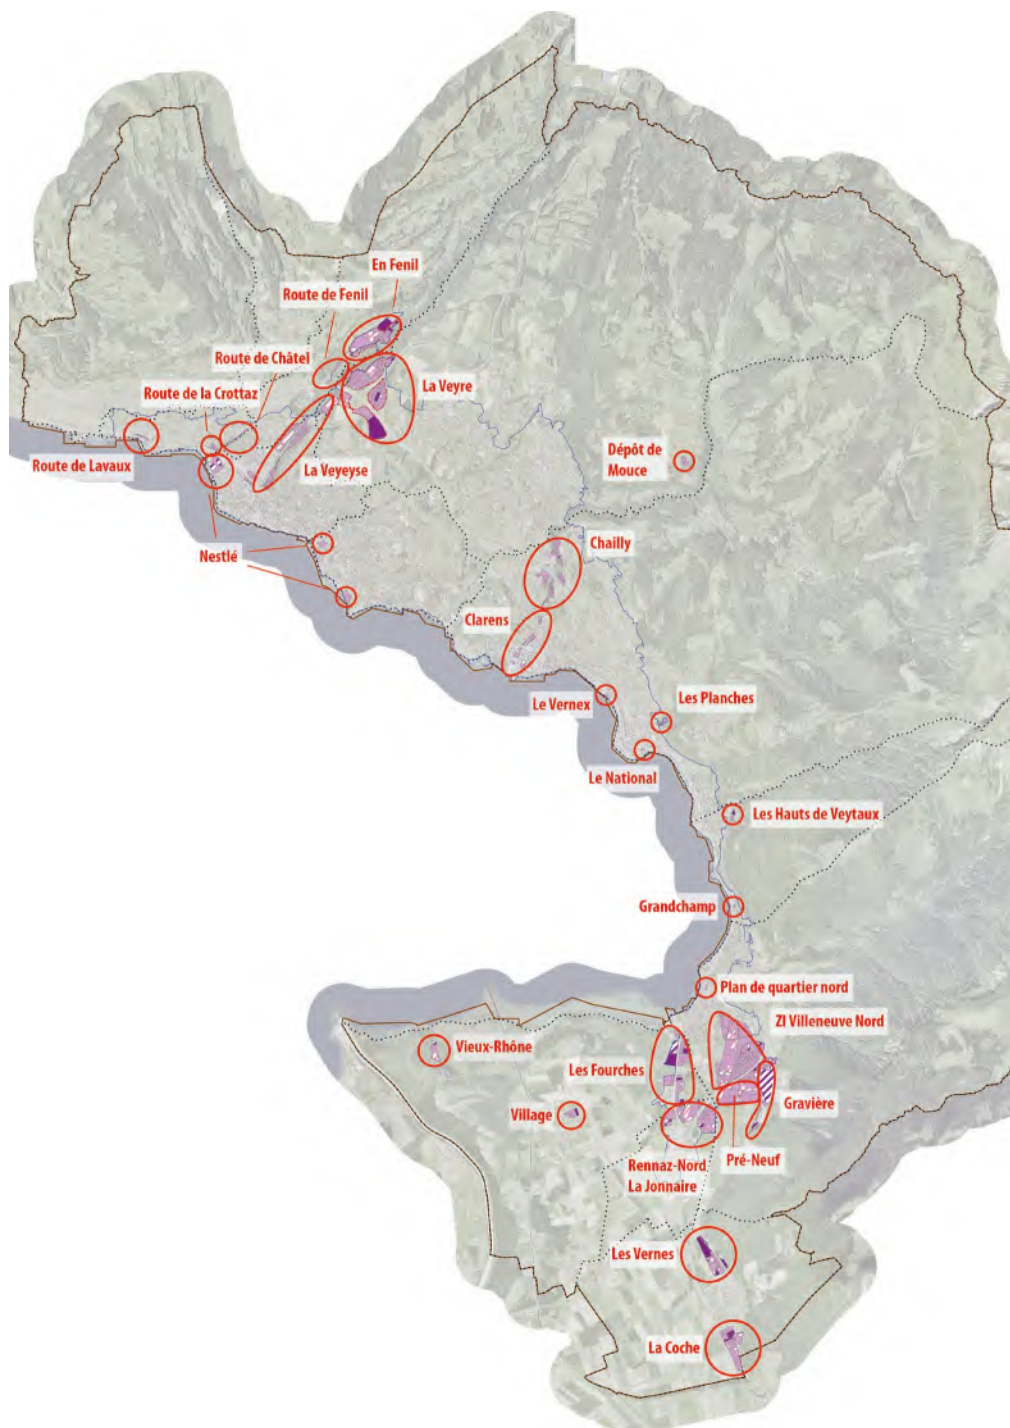 En Fenil
Route de Fenil
Route de Châtel
La Veyre
Route de la Crottaz
Dépôt de
Mouce
Route de Lavaux
La Veyeyse
Chailly
Nestlé
Clarens
Les Planches
Le Vernex
Le National
Les Hauts de Veytaux
Grandchamp
Plan de quartier nord
ZI Villeneuve Nord
Vieux-Rhône
Les Fourches
Gravière
Village
Pré-Neuf
Rennaz-Nord
La Jonnaire
Les Vernes
La Coche